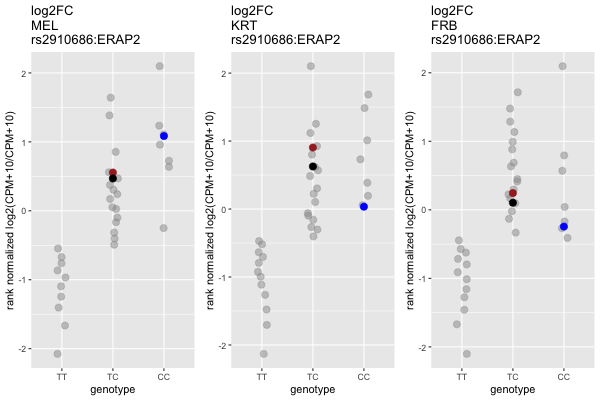 log2FC
MEL
rs2910686:ERAP2
rank normalized log2(CPM+10/CPM+10)
2
1
0
-1
-2
TT
TC
CC
genotype
log2FC
KRT
rs2910686:ERAP2
rank normalized log2(CPM+10/CPM+10)
2
1
0
-1
-2
TT
TC
CC
genotype
log2FC
FRB
rs2910686:ERAP2
rank normalized log2(CPM+10/CPM+10)
2
1
0
-1
-2
TT
TC
CC
genotype